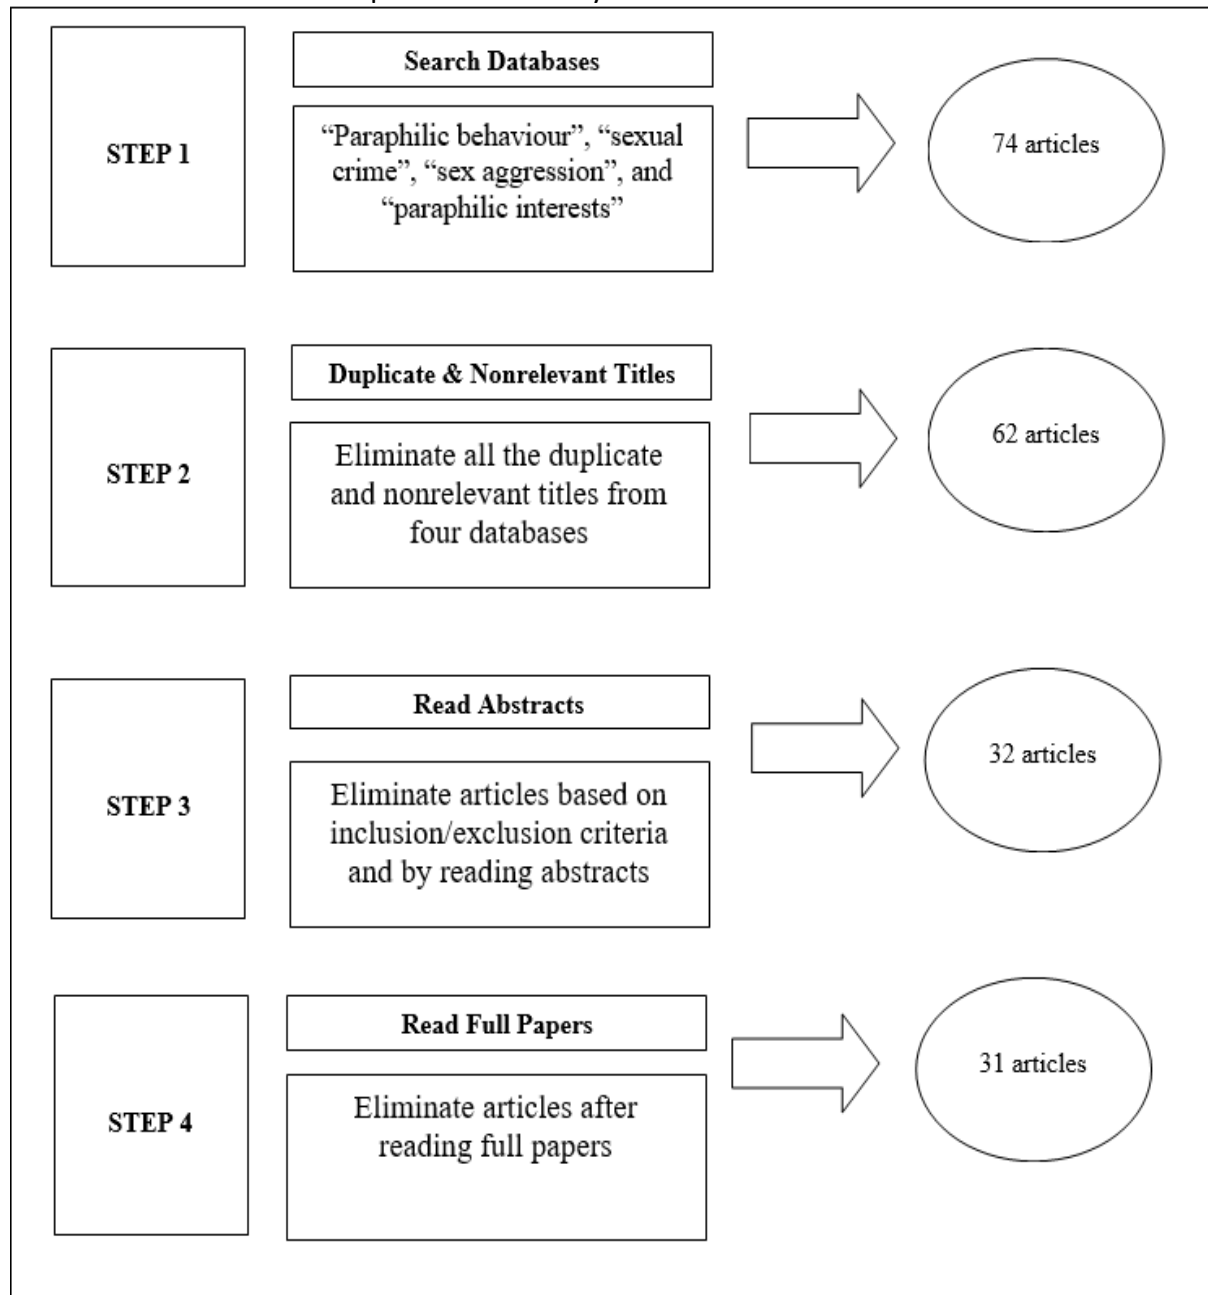 STEP 1
Search Databases
“Paraphilic behaviour”, “sexual
crime”, “sex aggression”, and
“paraphilic interests”
74 articles
STEP 2
Duplicate & Nonrelevant Titles
Eliminate all the duplicate
and nonrelevant titles from
four databases
62 articles
STEP 3
Read Abstracts
Eliminate articles based on
inclusion/exclusion criteria
and by reading abstracts
32 articles
STEP 4
Read Full Papers
Eliminate articles after
reading full papers
31 articles